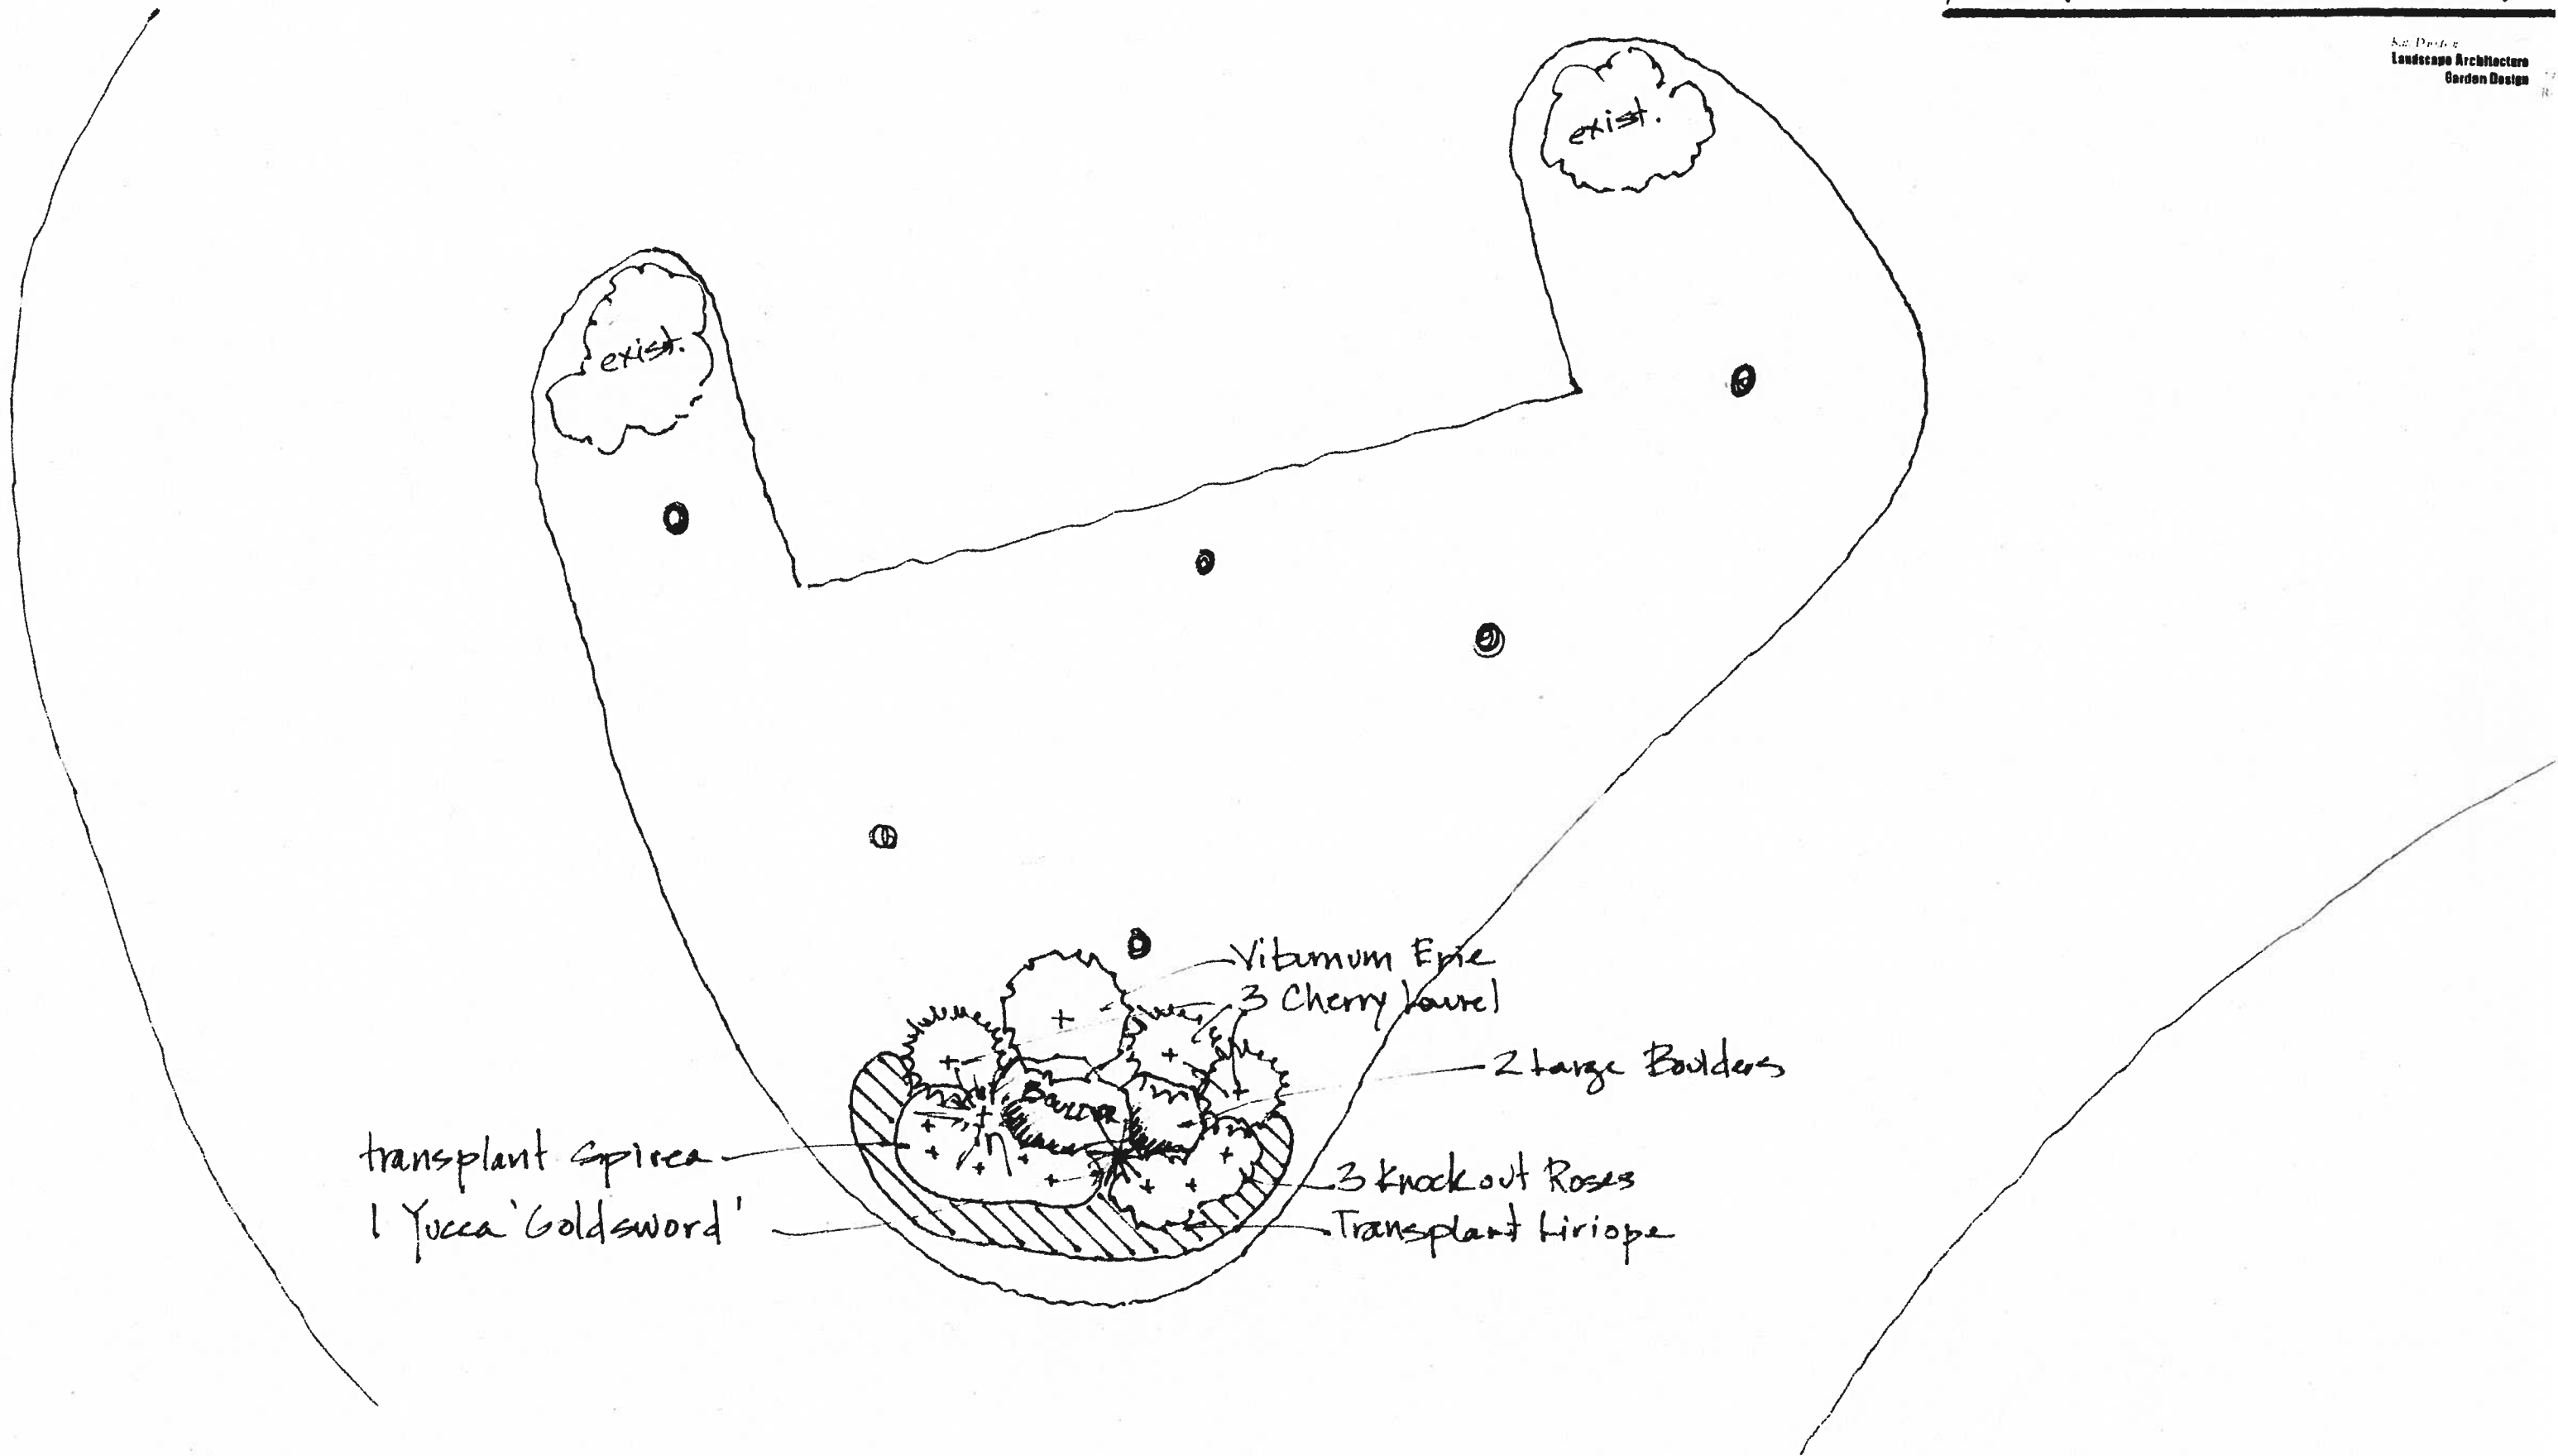 Landscape Architecture
Garden Design
exist.
exist.
Viburnum Erie
3 Cherry Laurel
2 Large Boulders
BOULDER
transplant Spirea
1 Yucca 'Goldsword'
3 Knockout Roses
Transplant Liriope